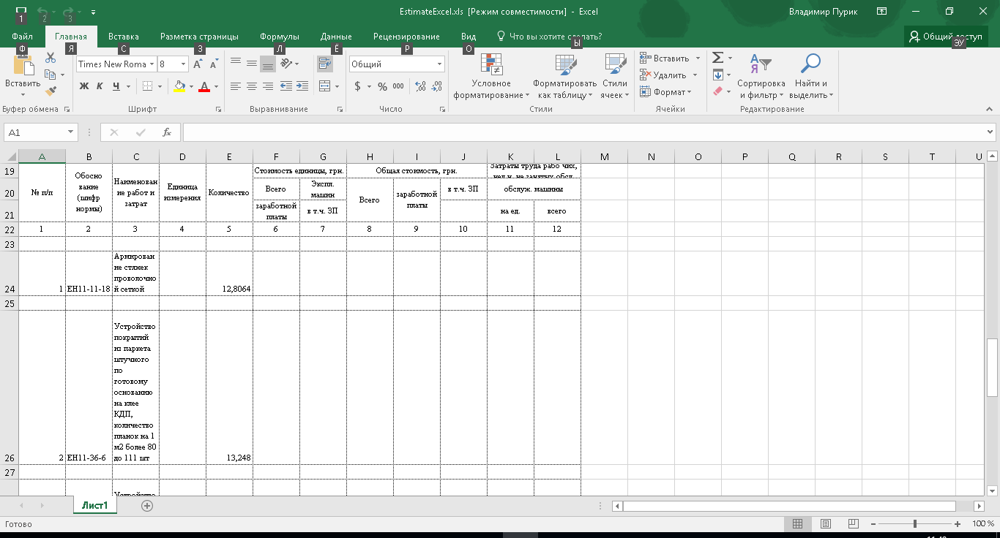 EstimateExcel.xls [Режим совместимости] - Excel
Владимир Пурик
1 2 3
Файл Главная Вставка Разметка страницы Формулы Данные Рецензирование Вид Что вы хотите сделать? Общий доступ
Ф Я С З Л Ё Р О Ы ЭУ
Вставить
Буфер обмена
Times New Roma 8
Ж К Ч А
Шрифт
Выравнивание
Общий
$ % 000
Число
Условное форматирование
Форматировать как таблицу
Стили ячеек
Стили
Вставить
Удалить
Формат
Ячейки
Сортировка и фильтр
Найти и выделить
Редактирование
A1 fx
A B C D E F G H I J K L M N O P Q R S T U
19
20
21
№ п/п
Обосно
вание
(шифр
нормы)
Наименован
ие работ и
затрат
Единица
измерения
Количество
Стоимость единицы, грн.
Всего
заработной
платы
Экспл.
машин
в т.ч. ЗП
Общая стоимость, грн.
Всего
заработной
платы
в т.ч. ЗП
Затраты труда рабо чих,
чел.ч. не занятых обсл.
обслуж. машины
на ед. всего
22 1 2 3 4 5 6 7 8 9 10 11 12
23
Армирован
ие стяжек
проволочно
й сеткой
24 1 ЕН11-11-18 12,8064
25
Устройство
покрытий
из паркета
штучного
по
готовому
основанию
на клее
КДП,
количество
планок на 1
м2 более 80
до 111 шт
26 2 ЕН11-36-6 13,248
27
Устройство
Лист1
Готово
100 %